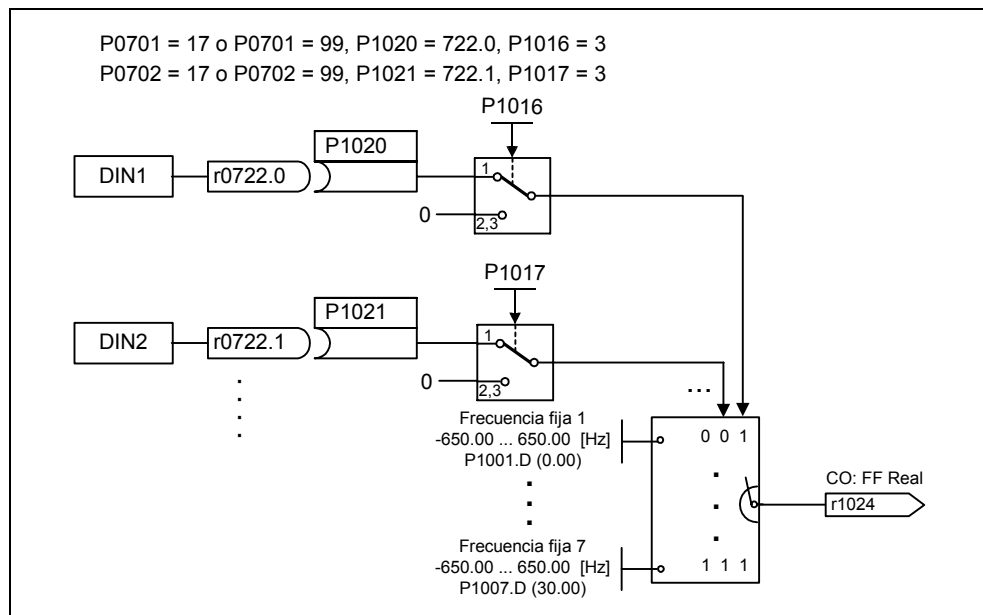 P0701 = 17 o P0701 = 99, P1020 = 722.0, P1016 = 3
P0702 = 17 o P0702 = 99, P1021 = 722.1, P1017 = 3
P1016
P1020
DIN1
r0722.0
1
0
2,3
P1017
P1021
DIN2
r0722.1
1
0
2,3
...
Frecuencia fija 1
-650.00 ... 650.00 [Hz]
P1001.D (0.00)
0 0 1
CO: FF Real
r1024
Frecuencia fija 7
-650.00 ... 650.00 [Hz]
P1007.D (30.00)
1 1 1